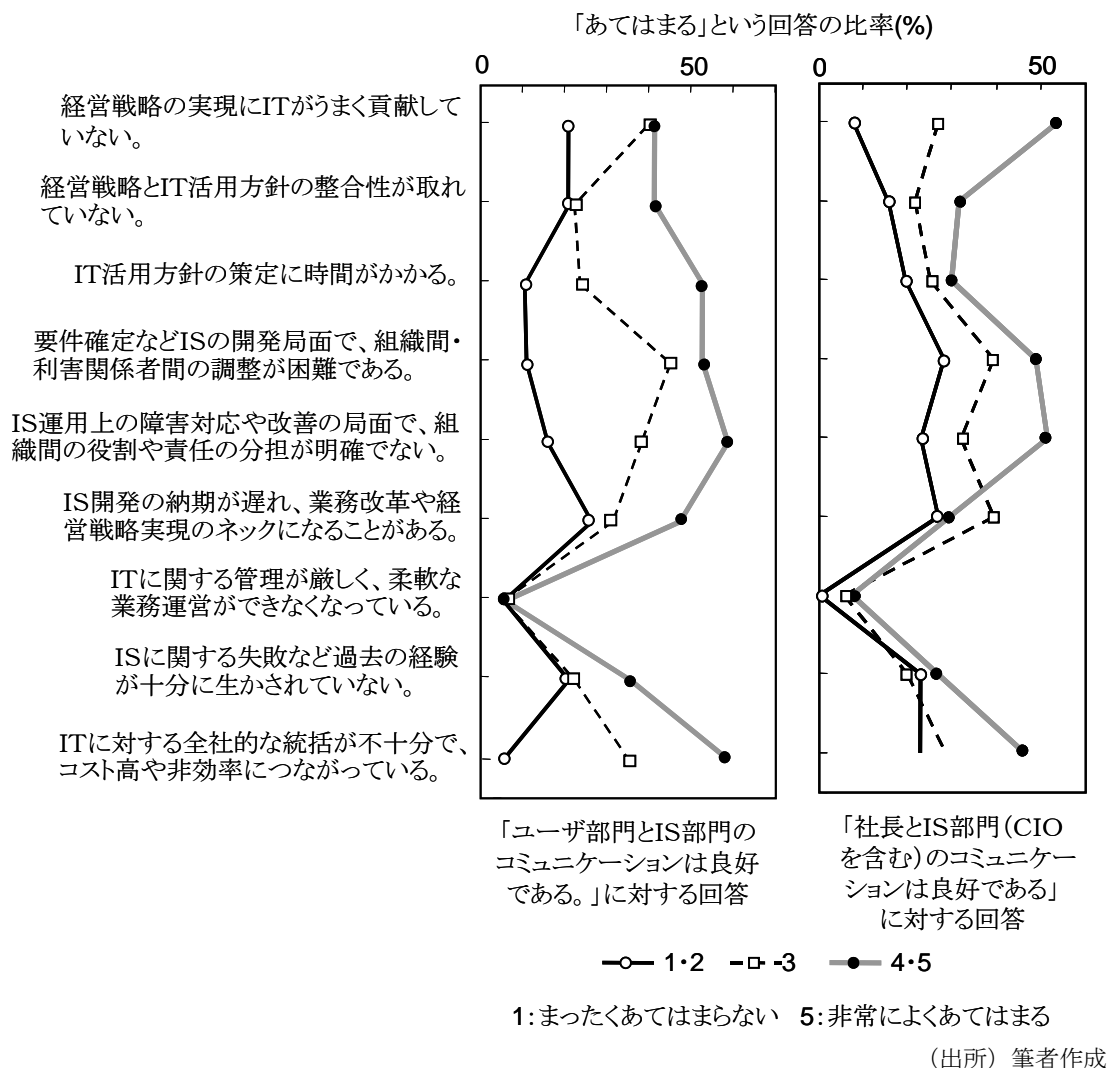 「あてはまる」という回答の比率(%)
0 50 0 50
経営戦略の実現にITがうまく貢献して
いない。
経営戦略とIT活用方針の整合性が取れ
ていない。
IT活用方針の策定に時間がかかる。
要件確定などISの開発局面で、組織間・
利害関係者間の調整が困難である。
IS運用上の障害対応や改善の局面で、組
織間の役割や責任の分担が明確でない。
IS開発の納期が遅れ、業務改革や経
営戦略実現のネックになることがある。
ITに関する管理が厳しく、柔軟な
業務運営ができなくなっている。
ISに関する失敗など過去の経験
が十分に生かされていない。
ITに対する全社的な統括が不十分で、
コスト高や非効率につながっている。
「ユーザ部門とIS部門の
コミュニケーションは良好
である。」に対する回答
「社長とIS部門(CIO
を含む)のコミュニケー
ションは良好である」
に対する回答
1・2 3 4・5
1:まったくあてはまらない 5:非常によくあてはまる
(出所) 筆者作成